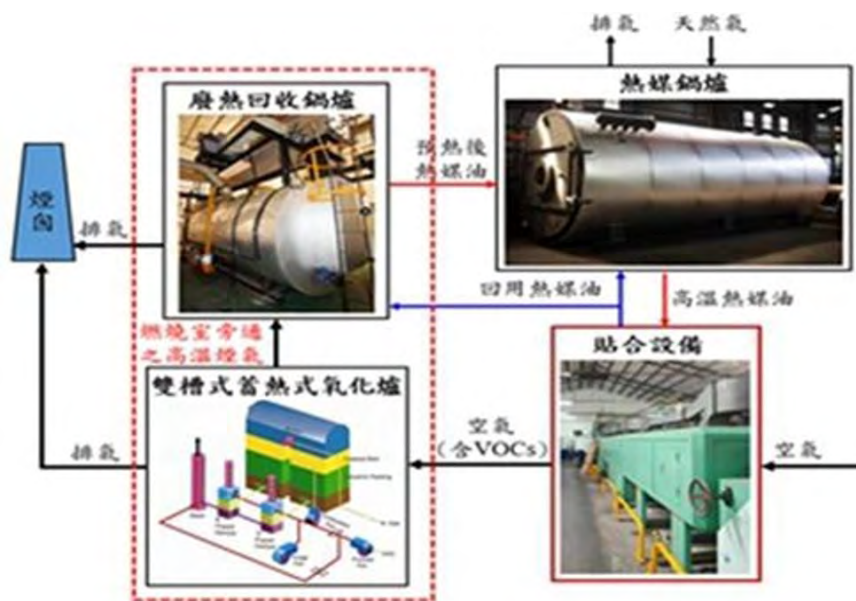 排氣
天然氣
廢熱回收鍋爐
熱媒鍋爐
預熱後
熱媒油
煙囪
排氣
回用熱媒油
高溫熱媒油
燃燒室旁通
之高溫煙氣
貼合設備
雙槽式蓄熱式氧化爐
排氣
空氣
(含VOCs)
空氣